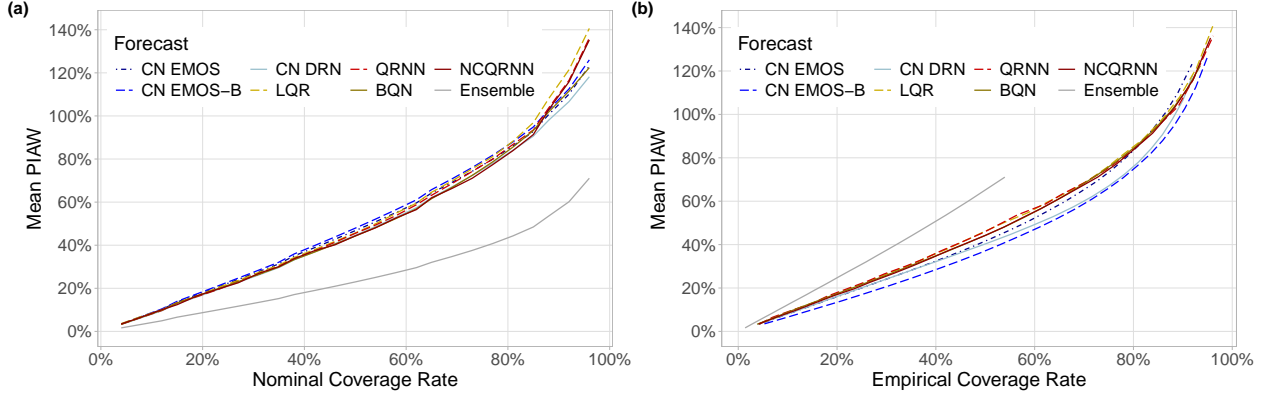 (a)
140%
120%
100%
80%
60%
40%
20%
0%
Mean PIAW
Forecast
CN EMOS CN DRN QRNN NCQRNN
CN EMOS−B LQR BQN Ensemble
0% 20% 40% 60% 80% 100%
Nominal Coverage Rate
(b)
140%
120%
100%
80%
60%
40%
20%
0%
Mean PIAW
Forecast
CN EMOS CN DRN QRNN NCQRNN
CN EMOS−B LQR BQN Ensemble
0% 20% 40% 60% 80% 100%
Empirical Coverage Rate